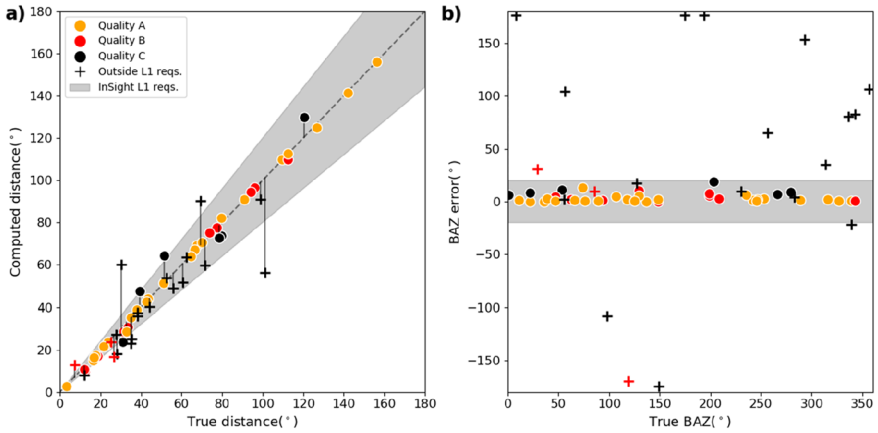 a)
180
160
140
120
100
80
60
40
20
0
Computed distance(°)
Quality A
Quality B
Quality C
Outside L1 reqs.
InSight L1 reqs.
0 20 40 60 80 100 120 140 160 180
True distance(°)
b)
150
100
50
0
−50
−100
−150
BAZ error(°)
0 50 100 150 200 250 300 350
True BAZ(°)